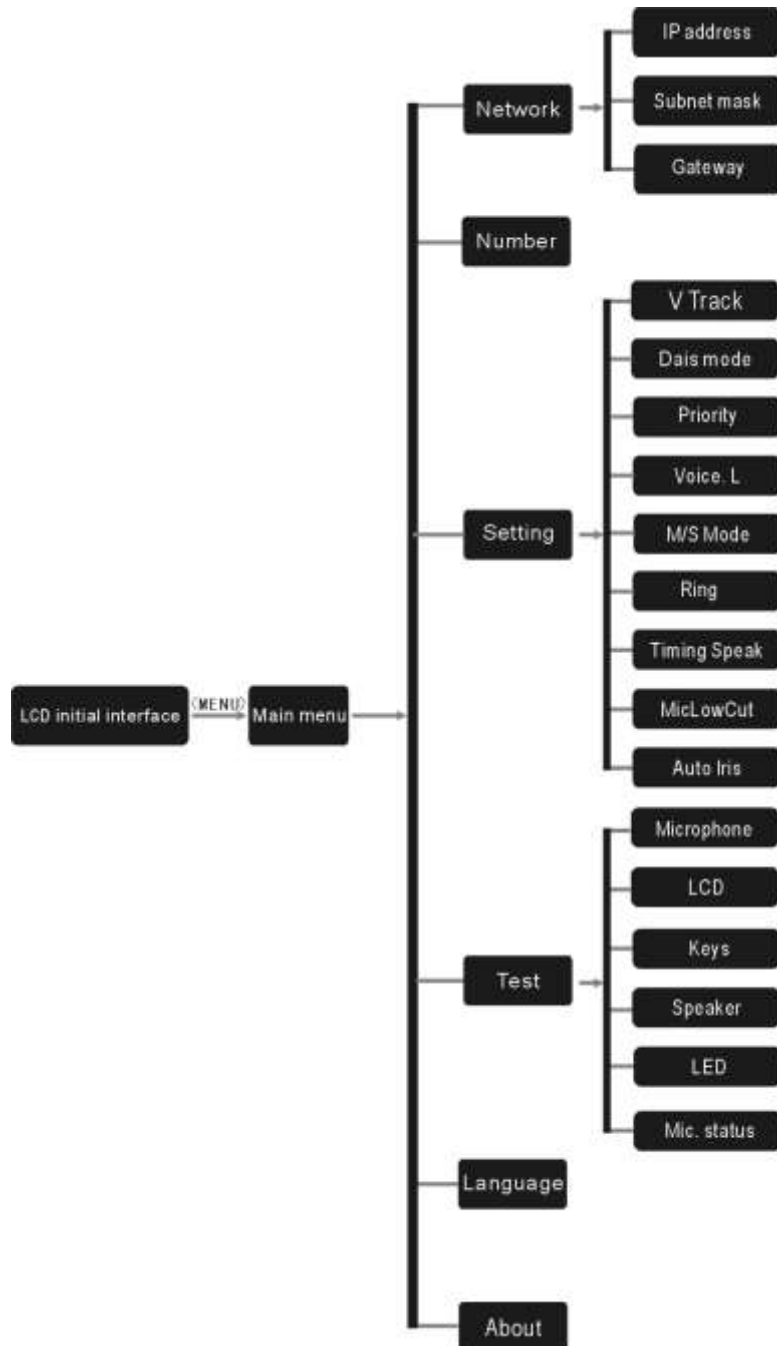 LCD initial interface
(MENU)
Main menu
Network
IP address
Subnet mask
Gateway
Number
Setting
V Track
Dais mode
Priority
Voice. L
M/S Mode
Ring
Timing Speak
MicLowCut
Auto Iris
Test
Microphone
LCD
Keys
Speaker
LED
Mic. status
Language
About